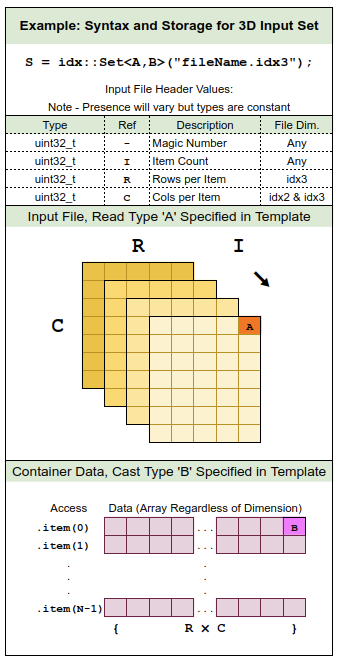 Example: Syntax and Storage for 3D Input Set
S = idx::Set<A,B>("fileName.idx3");
Input File Header Values:
Note - Presence will vary but types are constant
Type Ref Description File Dim.
uint32_t - Magic Number Any
uint32_t I Item Count Any
uint32_t R Rows per Item idx3
uint32_t C Cols per Item idx2 & idx3
Input File, Read Type 'A' Specified in Template
R I
C
A
Container Data, Cast Type 'B' Specified in Template
Access Data (Array Regardless of Dimension)
.item(0) ... B
.item(1) ...
. .
. .
. .
.item(N-1) ...
{ R × C }